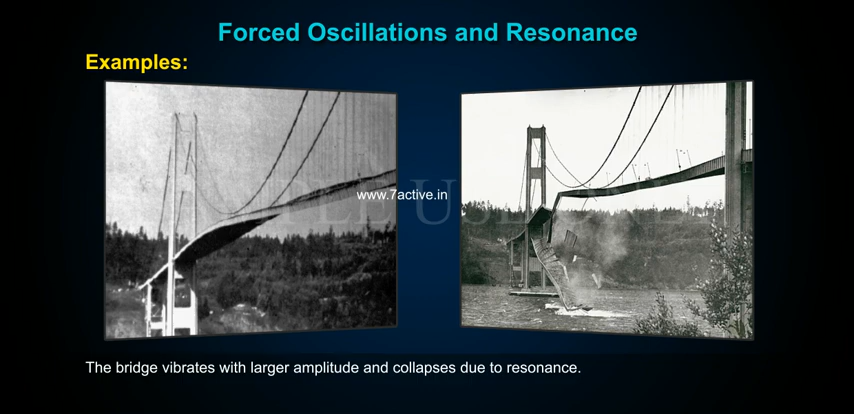 Forced Oscillations and Resonance
Examples:
www.7active.in
The bridge vibrates with larger amplitude and collapses due to resonance.